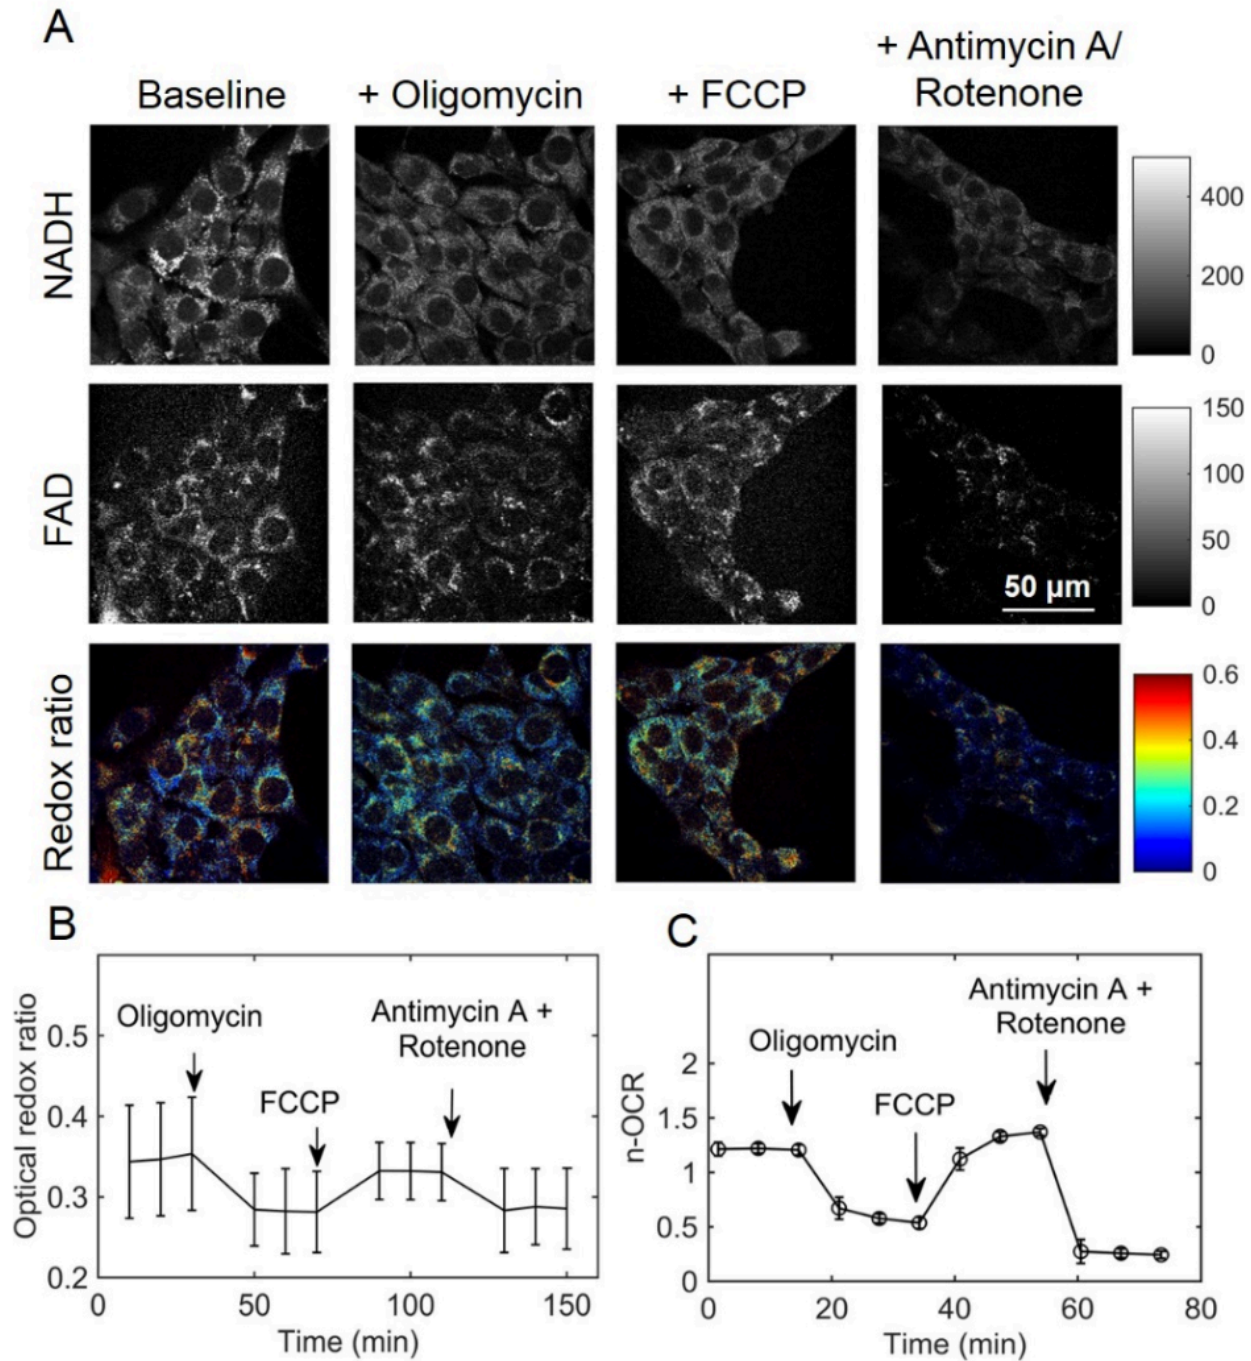 A
Baseline
+ Oligomycin
+ FCCP
+ Antimycin A/
Rotenone
NADH
400
200
0
FAD
150
100
50
0
50 μm
Redox ratio
0.6
0.4
0.2
0
B
Optical redox ratio
0.5
0.4
0.3
0.2
Oligomycin
FCCP
Antimycin A +
Rotenone
0
50
100
150
Time (min)
C
n-OCR
2
1.5
1
0.5
0
Oligomycin
FCCP
Antimycin A +
Rotenone
0
20
40
60
80
Time (min)